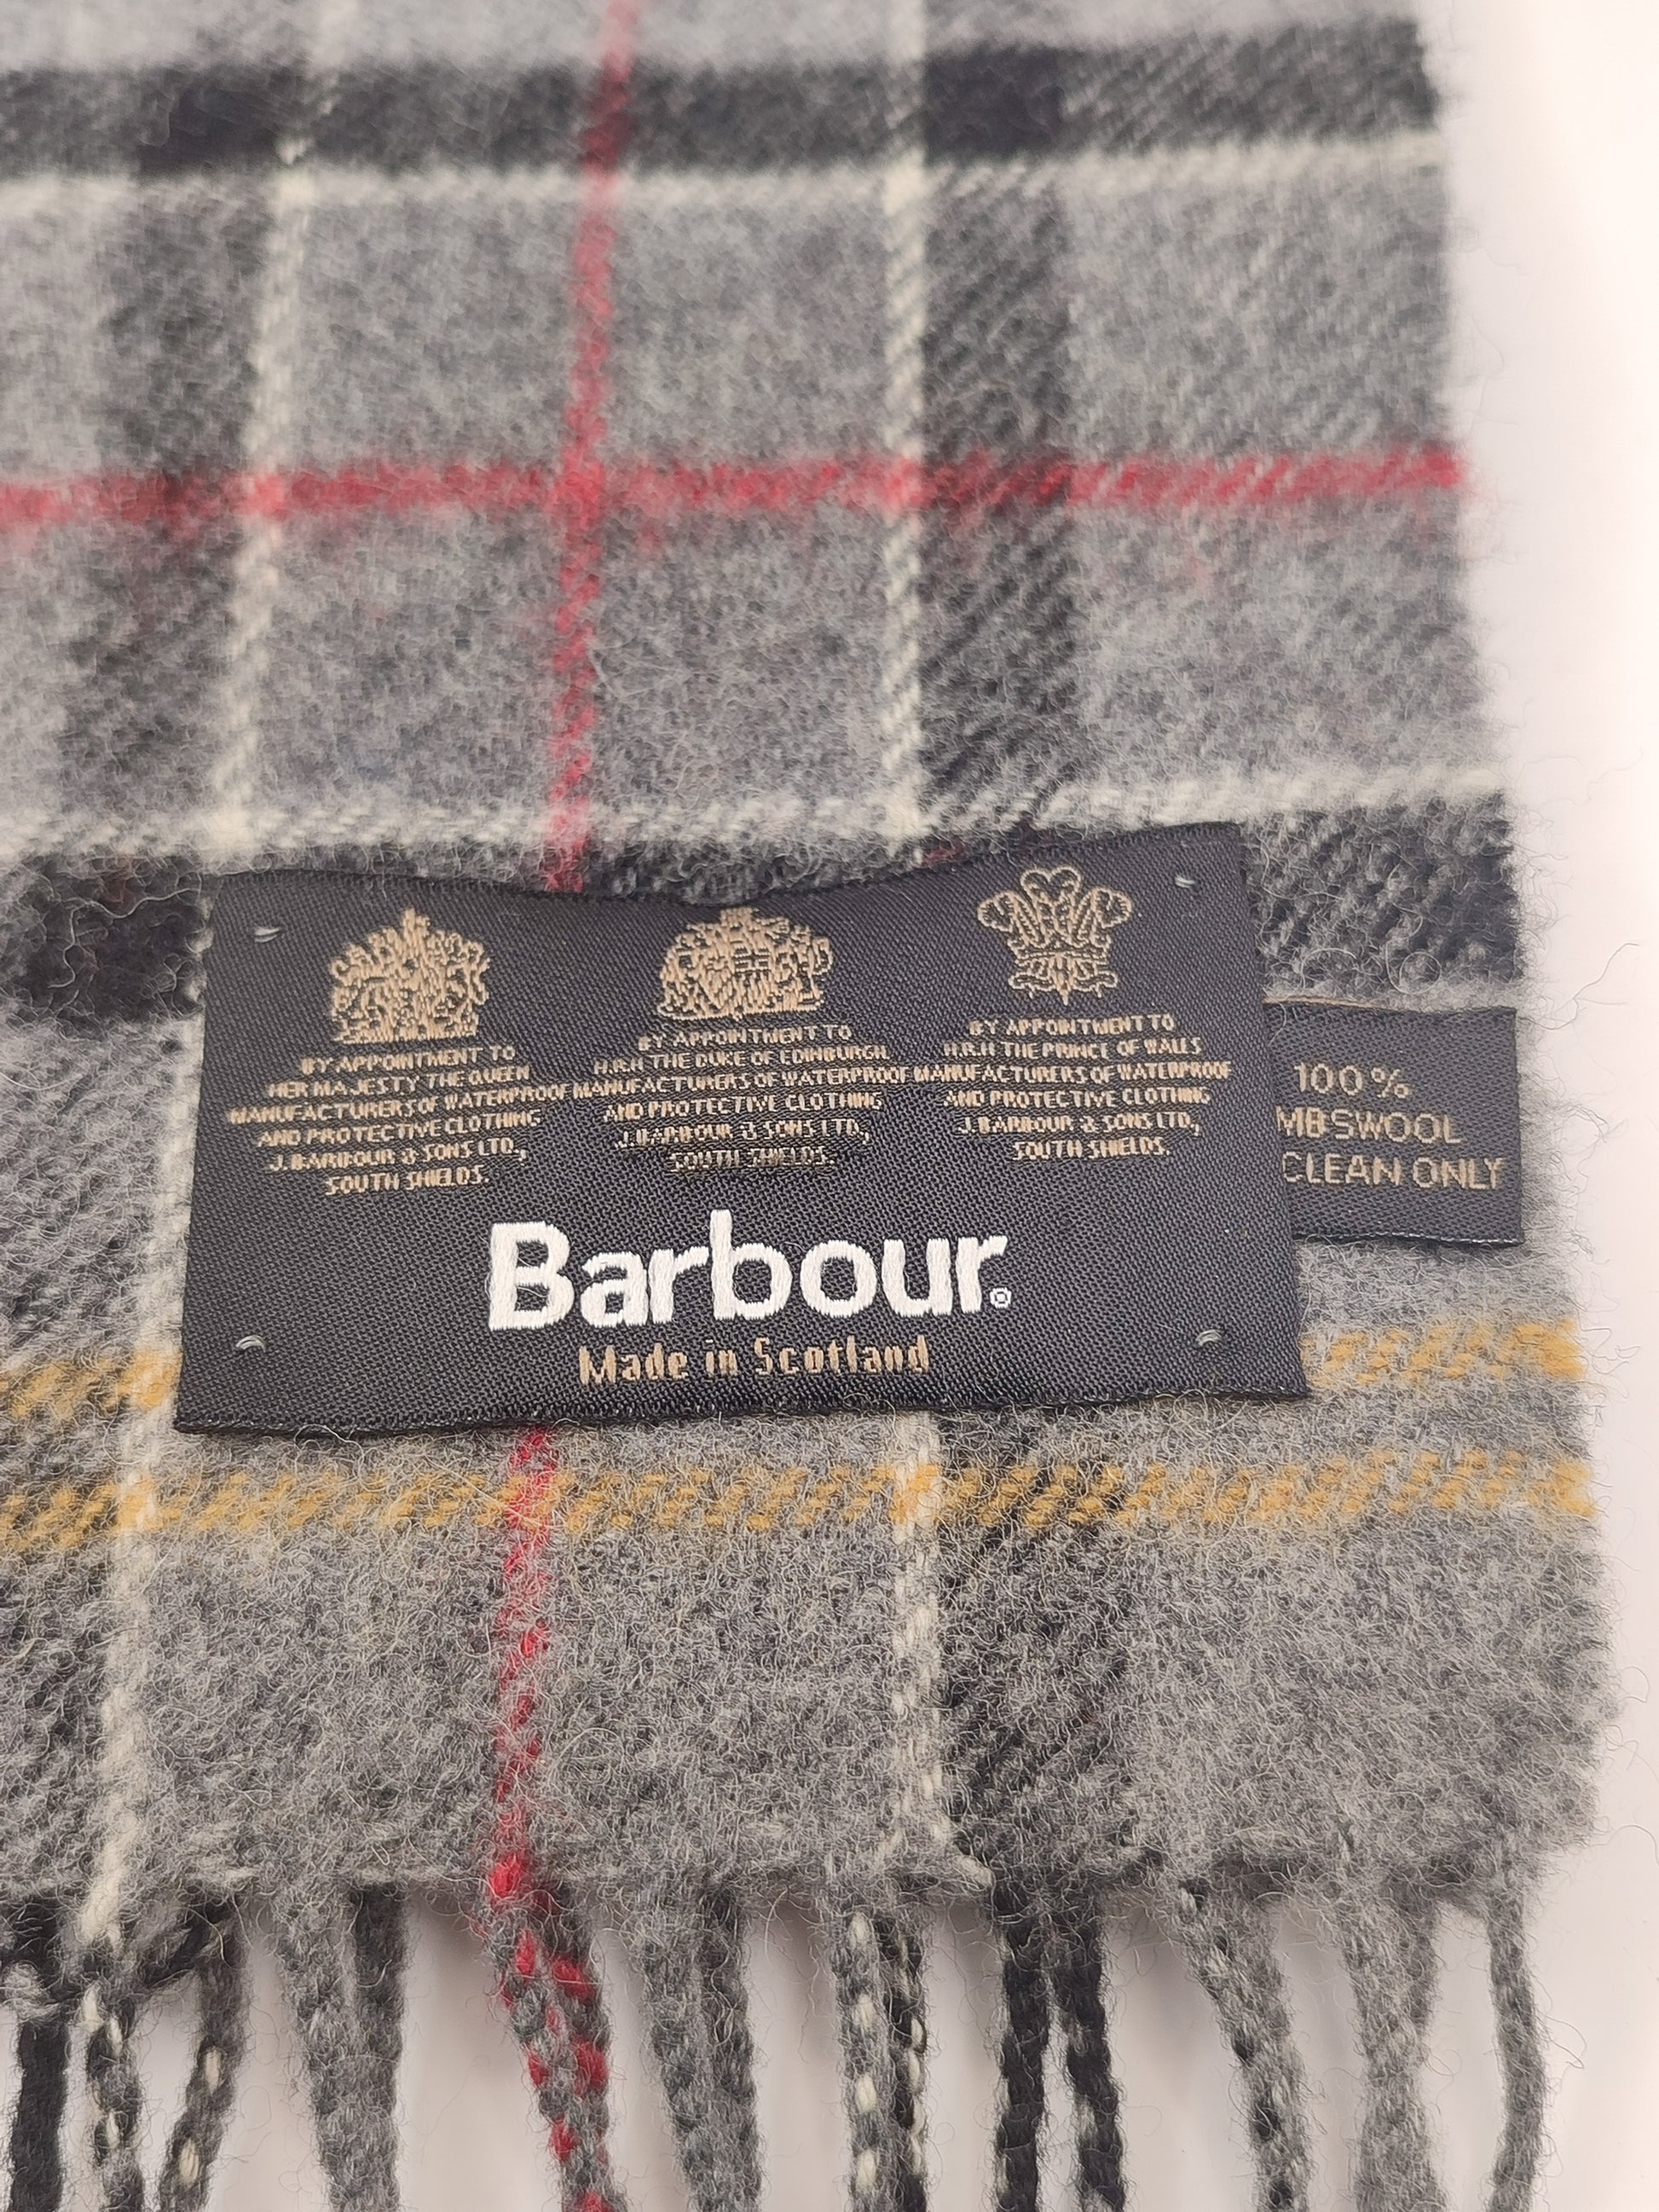 BY APPOINTMENT TO
HER MAJESTY THE QUEEN
MANUFACTURERS OF WATERPROOF
AND PROTECTIVE CLOTHING
J.BARBOUR & SONS LTD.,
SOUTH SHIELDS.
BY APPOINTMENT TO
H.R.H THE DUKE OF EDINBURGH
MANUFACTURERS OF WATERPROOF
AND PROTECTIVE CLOTHING
J.BARBOUR & SONS LTD.,
SOUTH SHIELDS.
BY APPOINTMENT TO
H.R.H THE PRINCE OF WALES
MANUFACTURERS OF WATERPROOF
AND PROTECTIVE CLOTHING
J.BARBOUR & SONS LTD,
SOUTH SHIELDS.
Barbour®
Made in Scotland
100%
MBSWOOL
CLEAN ONLY